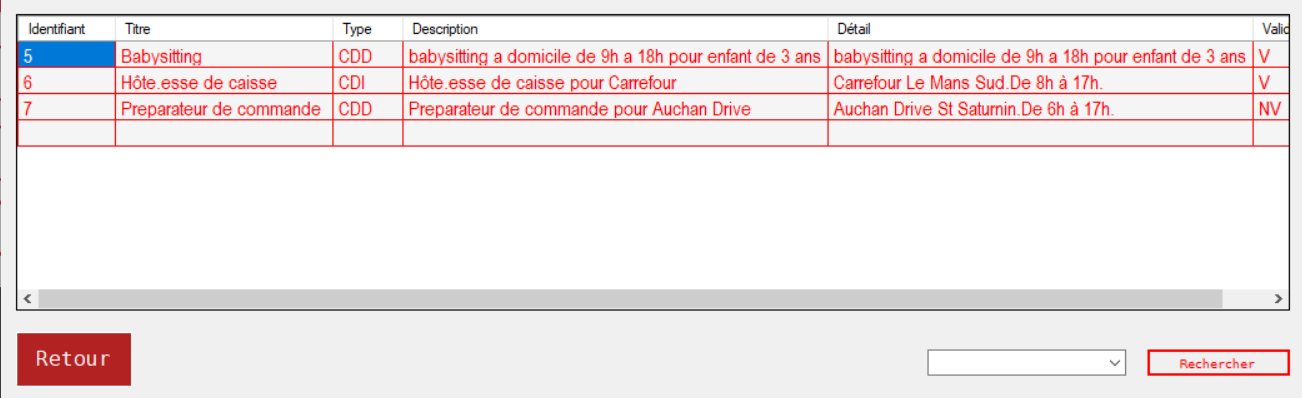 Identifiant Titre Type Description Détail Valid
5 Babysitting CDD babysitting a domicile de 9h a 18h pour enfant de 3 ans babysitting a domicile de 9h a 18h pour enfant de 3 ans V
6 Hôte.esse de caisse CDI Hôte.esse de caisse pour Carrefour Carrefour Le Mans Sud.De 8h à 17h. V
7 Preparateur de commande CDD Preparateur de commande pour Auchan Drive Auchan Drive St Saturnin.De 6h à 17h. NV
Retour
Rechercher